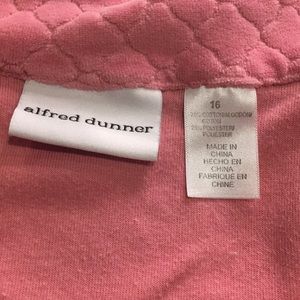 alfred dunner
16
COTTON/ALGODON/
COTON
POLYESTER/
POLIESTER
MADE IN
CHINA
HECHO EN
CHINA
FABRIQUE EN
CHINE